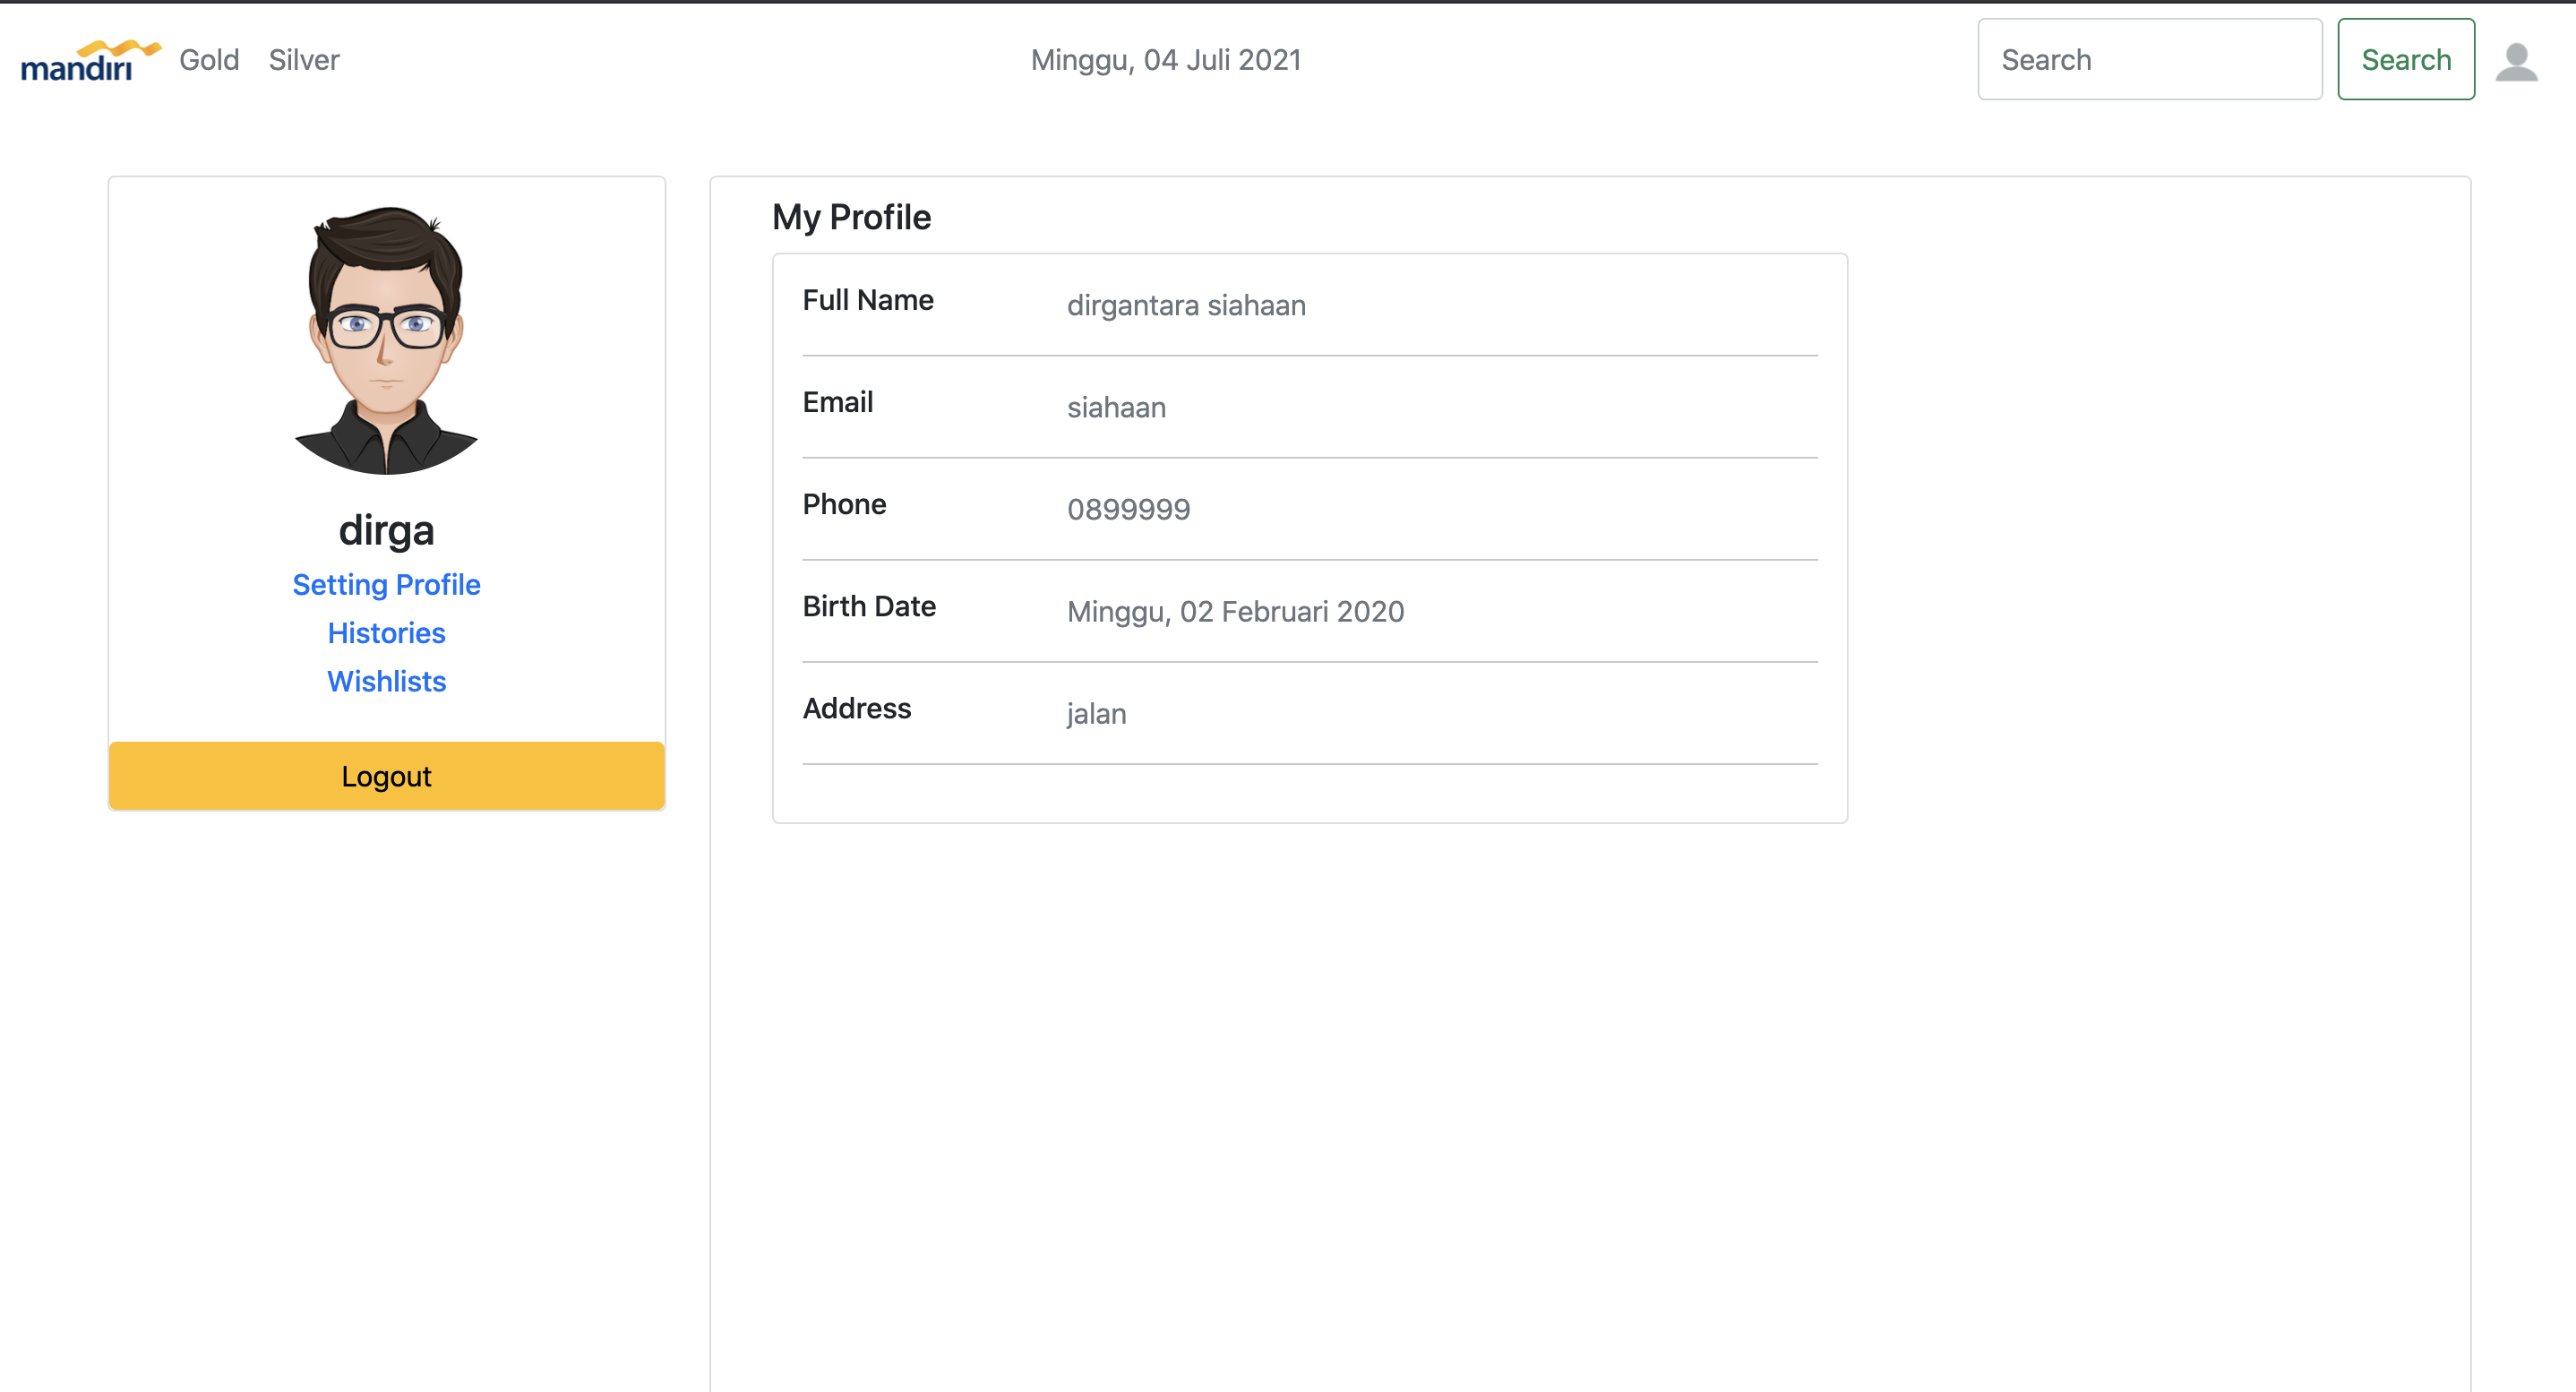 mandiri Gold Silver Minggu, 04 Juli 2021 Search Search
dirga
Setting Profile
Histories
Wishlists
Logout
My Profile
Full Name dirgantara siahaan
Email siahaan
Phone 0899999
Birth Date Minggu, 02 Februari 2020
Address jalan